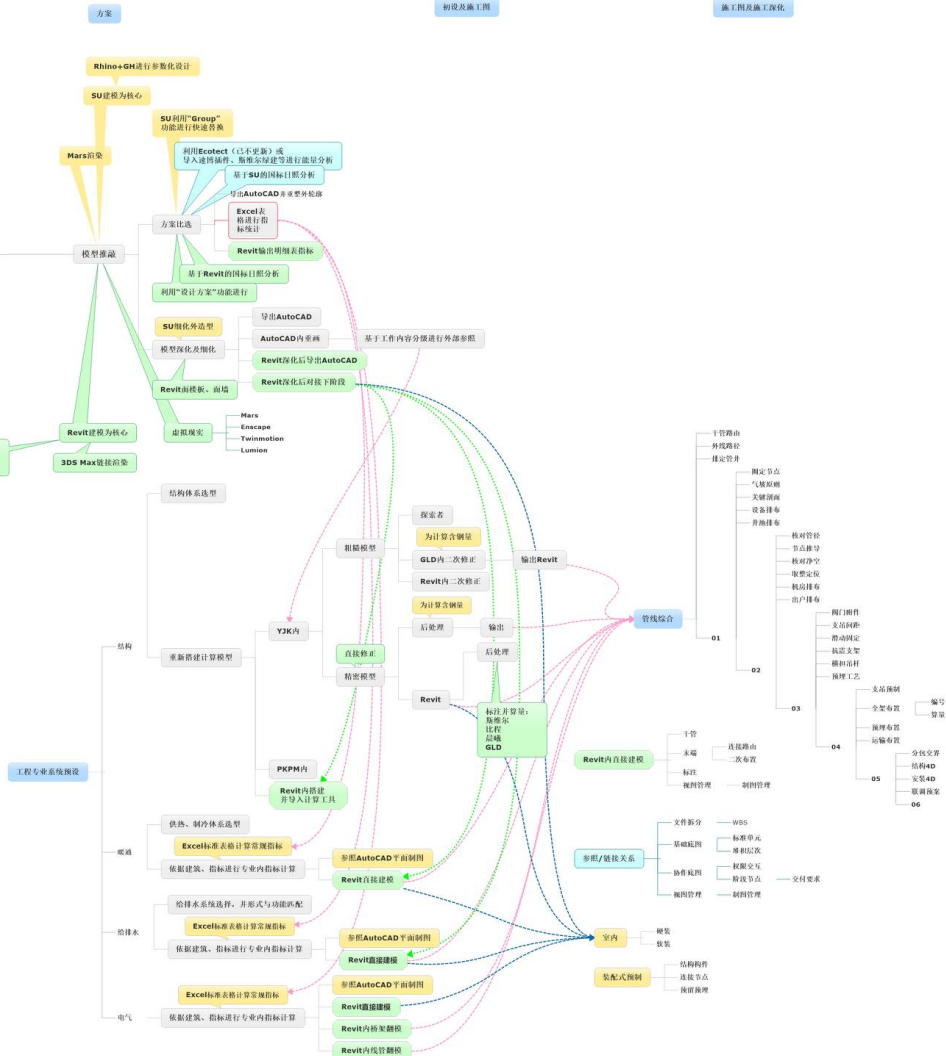 方案
初设及施工图
施工图及施工深化
Rhino+GH进行参数化设计
SU建模为核心
SU利用“Group”
功能进行快速替换
Mars渲染
利用Ecotect（已不更新）或
导入速博插件、斯维尔绿建等进行能量分析
基于SU的国标日照分析
导出AutoCAD并重塑外轮廓
Excel表
格进行指
标统计
方案比选
Revit输出明细表指标
模型推敲
基于Revit的国标日照分析
利用“设计方案”功能进行
SU细化外造型
模型深化及细化
导出AutoCAD
AutoCAD内重画
基于工作内容分级进行外部参照
Revit深化后导出AutoCAD
Revit深化后对接下阶段
Revit面楼板、面墙
Revit建模为核心
3DS Max链接渲染
虚拟现实
Mars
Enscape
Twinmotion
Lumion
工程专业系统预设
结构
结构体系选型
重新搭建计算模型
YJK内
粗糙模型
探索者
为计算含钢量
GLD内二次修正
输出Revit
Revit内二次修正
直接修正
精密模型
为计算含钢量
后处理
输出
Revit
后处理
标注并算量：
斯维尔
比程
晨曦
GLD
PKPM内
Revit内搭建
并导入计算工具
暖通
供热、制冷体系选型
Excel标准表格计算常规指标
依据建筑、指标进行专业内指标计算
参照AutoCAD平面制图
Revit直接建模
给排水
给排水系统选择，并形式与功能匹配
Excel标准表格计算常规指标
依据建筑、指标进行专业内指标计算
参照AutoCAD平面制图
Revit直接建模
电气
Excel标准表格计算常规指标
依据建筑、指标进行专业内指标计算
参照AutoCAD平面制图
Revit直接建模
Revit内桥架翻模
Revit内线管翻模
管线综合
干管路由
外线路径
排定管井
01
固定节点
气坡原则
关键剖面
设备排布
井池排布
02
核对管径
节点推导
核对净空
取整定位
机房排布
出户排布
03
阀门附件
支吊间距
滑动固定
抗震支架
横担吊杆
预埋工艺
04
支吊预制
全架布置
编号
算量
预埋布置
运输布置
05
分包交界
结构4D
安装4D
联调预案
06
Revit内直接建模
干管
末端
连接路由
二次布置
标注
视图管理
制图管理
参照/链接关系
文件拆分
WBS
基础底图
标准单元
堆积层次
协作底图
权限交互
阶段节点
交付要求
视图管理
制图管理
室内
硬装
软装
装配式预制
结构构件
连接节点
预留预埋